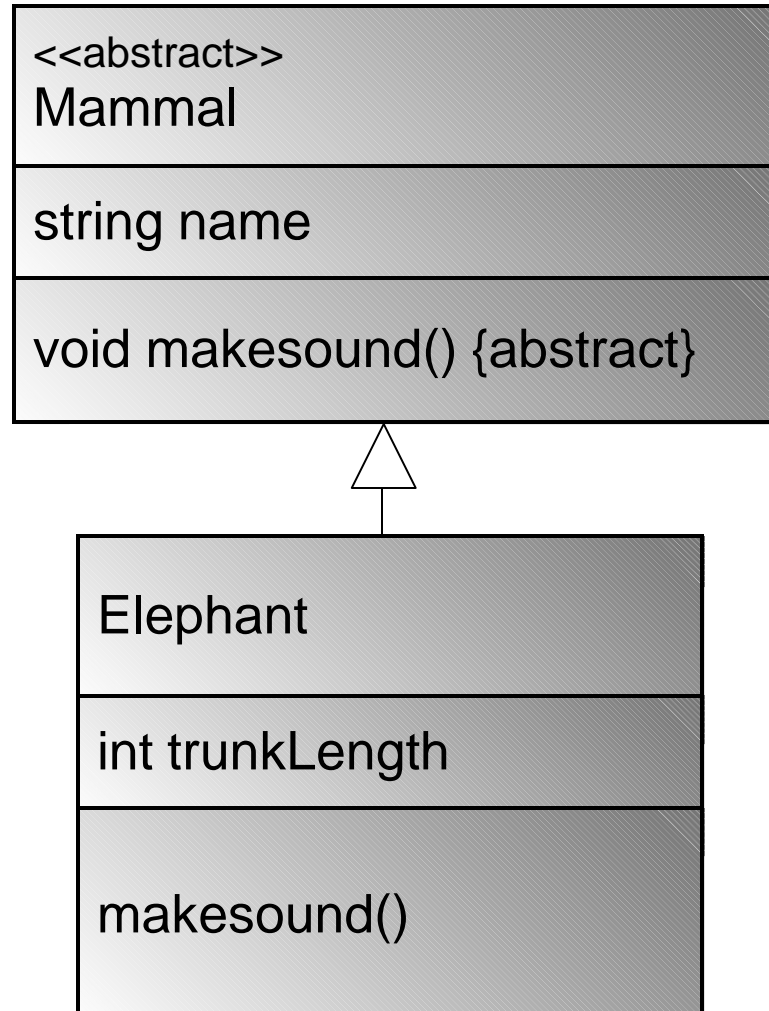 <<abstract>>
Mammal
string name
void makesound() {abstract}
Elephant
int trunkLength
makesound()